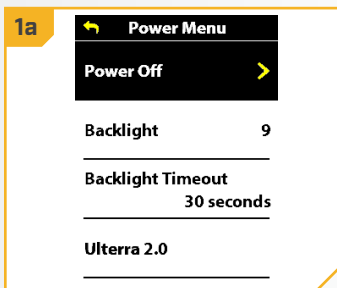 1a
Power Menu
Power Off
Backlight 9
Backlight Timeout
30 seconds
Ulterra 2.0